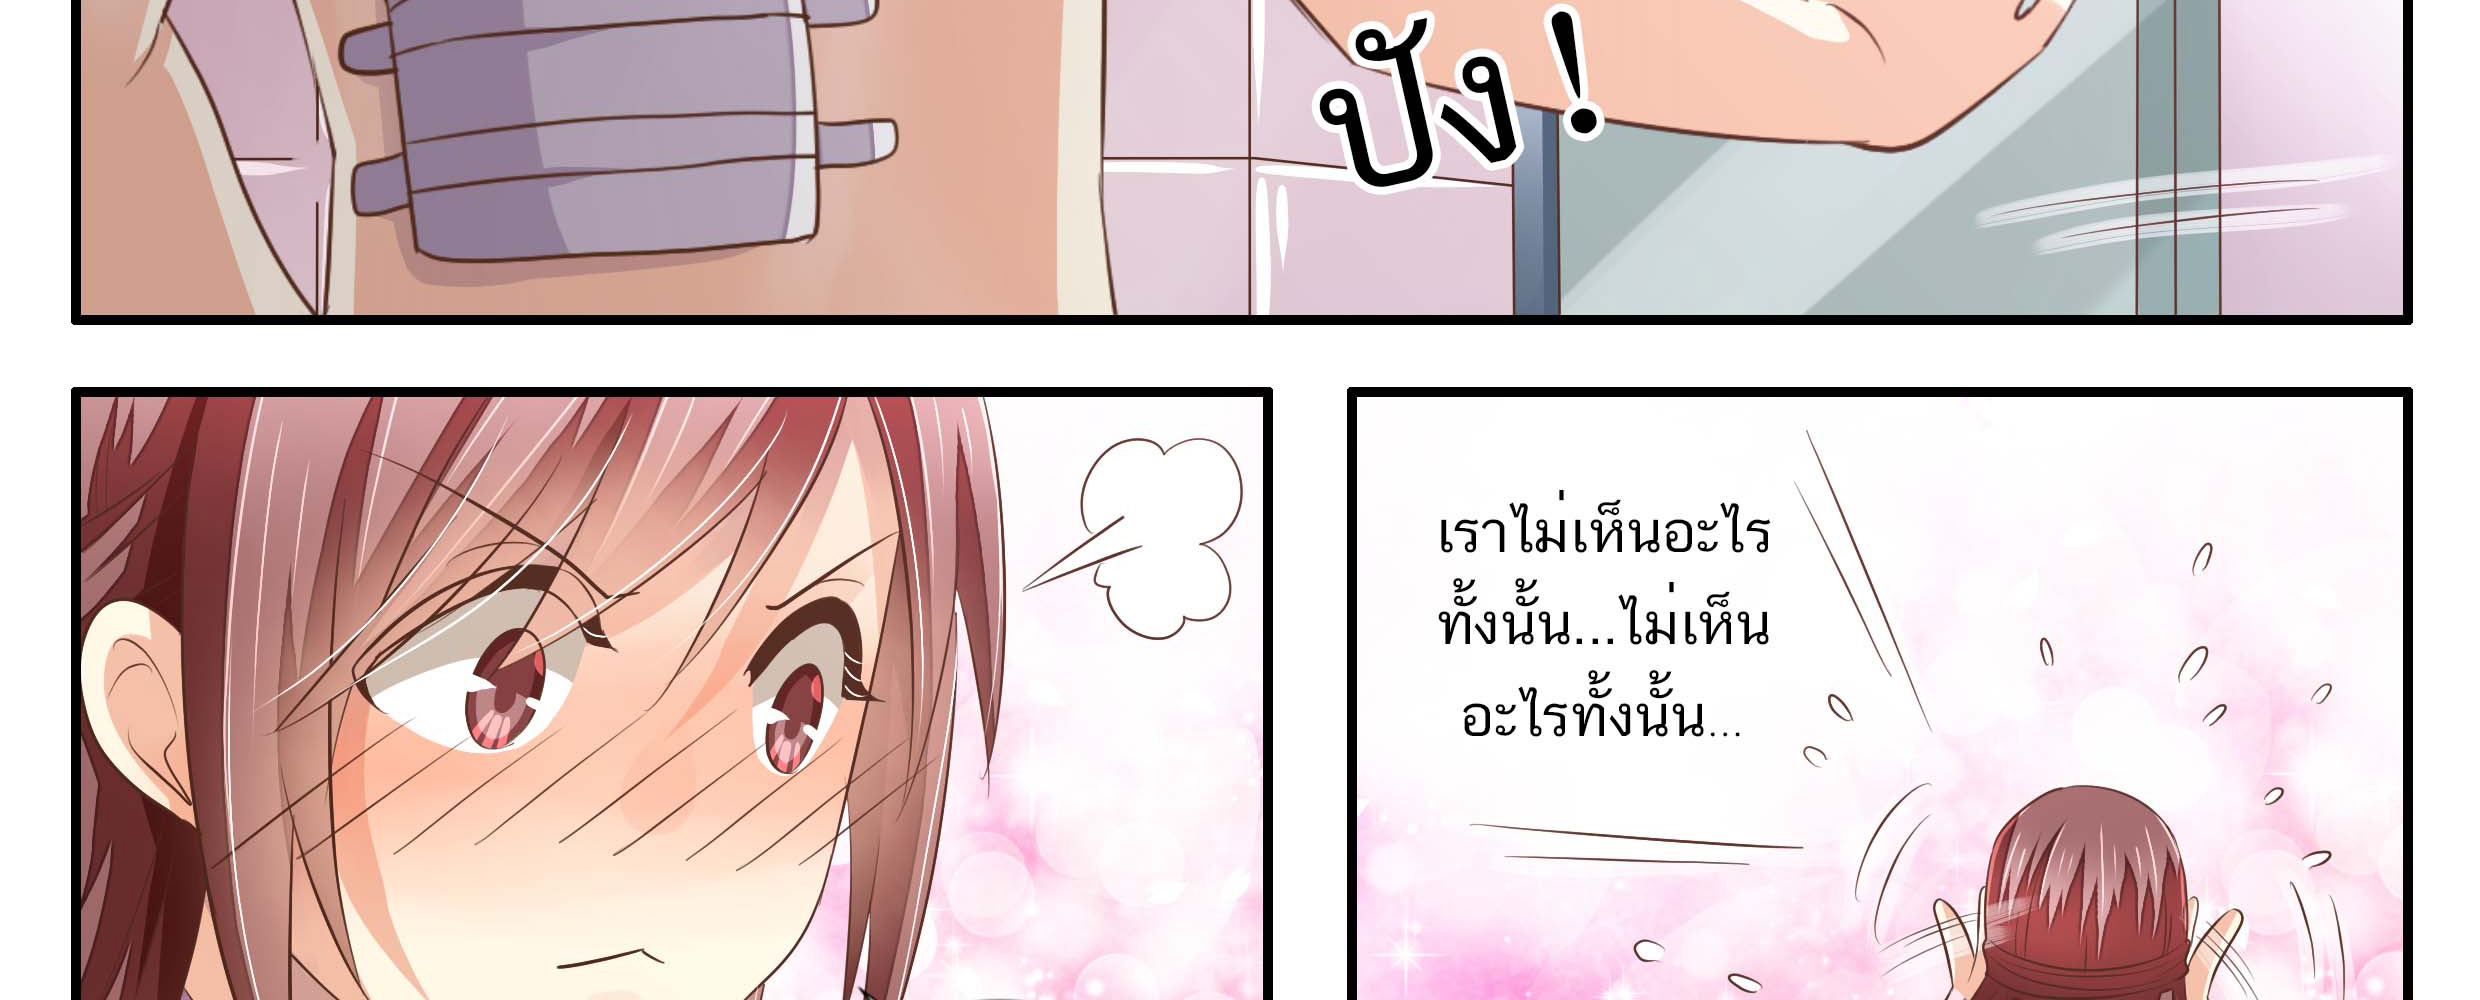 ปัง!
เราไม่เห็นอะไร
ทั้งนั้น...ไม่เห็น
อะไรทั้งนั้น...